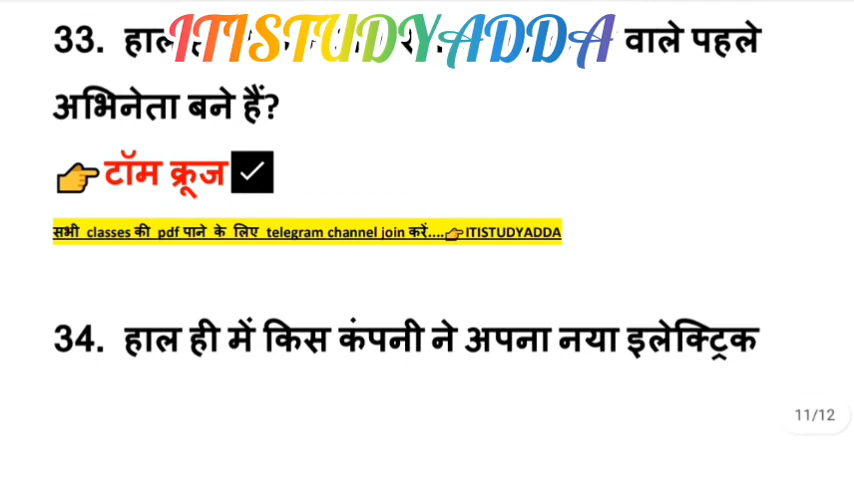 33. हाल ITISTUDYADDA वाले पहले
अभिनेता बने हैं?
👉टॉम क्रूज✓
सभी classes की pdf पाने के लिए telegram channel join करें....👉ITISTUDYADDA
34. हाल ही में किस कंपनी ने अपना नया इलेक्ट्रिक
11/12